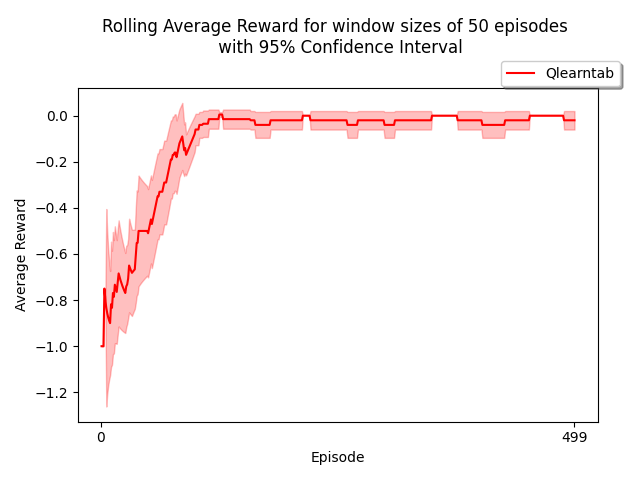 Rolling Average Reward for window sizes of 50 episodes
with 95% Confidence Interval
Qlearntab
0.0
−0.2
−0.4
−0.6
−0.8
−1.0
−1.2
Average Reward
0
499
Episode